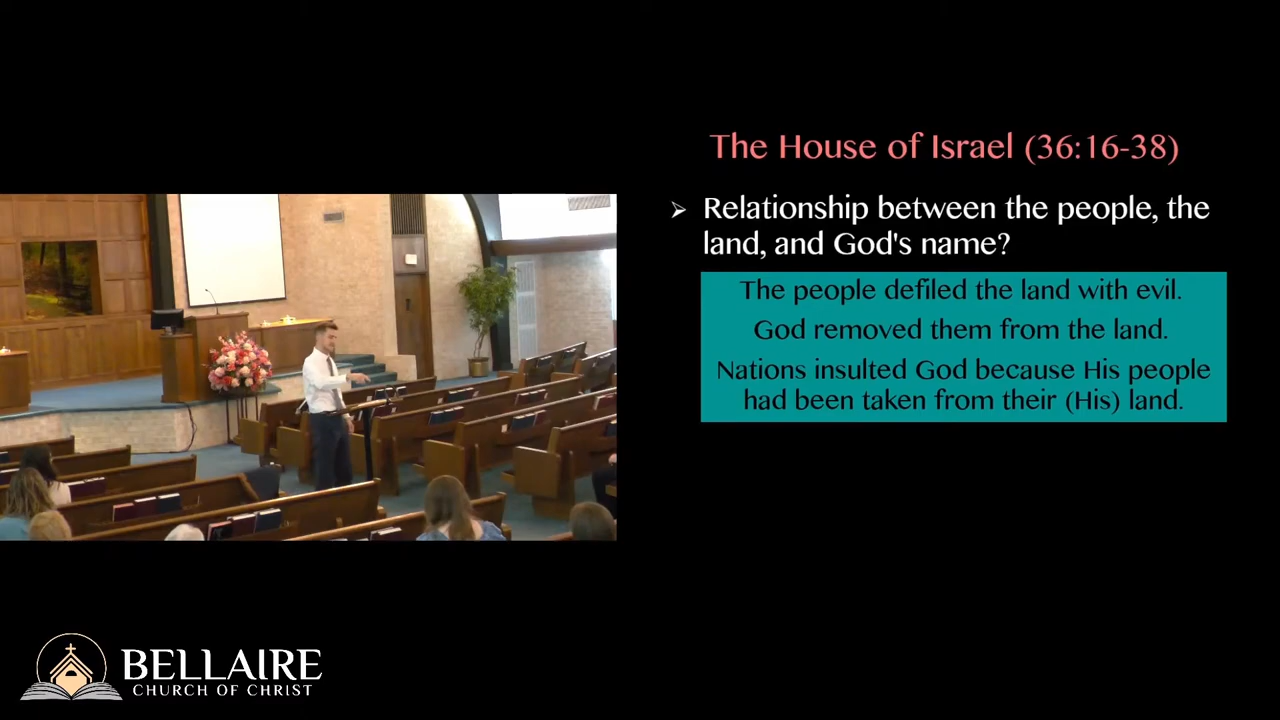 The House of Israel (36:16-38)
➢ Relationship between the people, the
land, and God's name?
The people defiled the land with evil.
God removed them from the land.
Nations insulted God because His people
had been taken from their (His) land.
BELLAIRE
CHURCH OF CHRIST